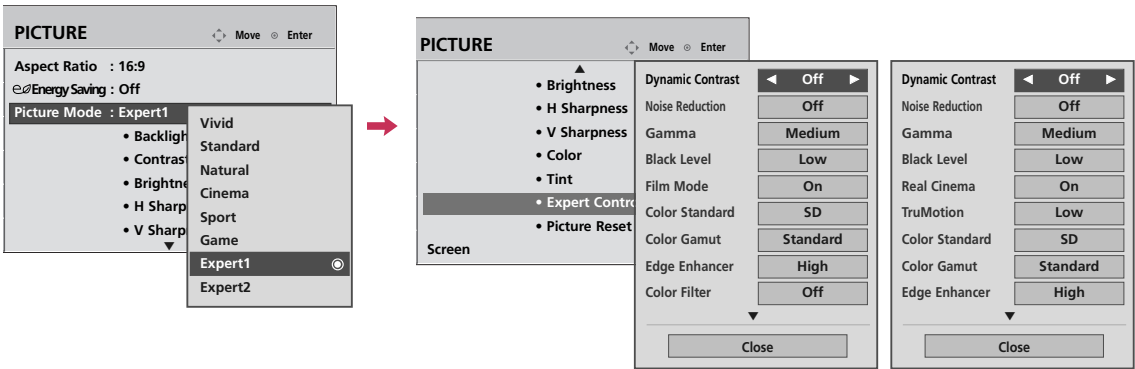 PICTURE
Move
Enter
Aspect Ratio : 16:9
Energy Saving : Off
Picture Mode : Expert1
• Backligh
• Contras
• Brightne
• H Sharp
• V Sharp
Vivid
Standard
Natural
Cinema
Sport
Game
Expert1
Expert2
PICTURE
Move
Enter
• Brightness
• H Sharpness
• V Sharpness
• Color
• Tint
• Expert Contro
• Picture Reset
Screen
Dynamic Contrast Off
Noise Reduction Off
Gamma Medium
Black Level Low
Film Mode On
Color Standard SD
Color Gamut Standard
Edge Enhancer High
Color Filter Off
Close
Dynamic Contrast Off
Noise Reduction Off
Gamma Medium
Black Level Low
Real Cinema On
TruMotion Low
Color Standard SD
Color Gamut Standard
Edge Enhancer High
Close